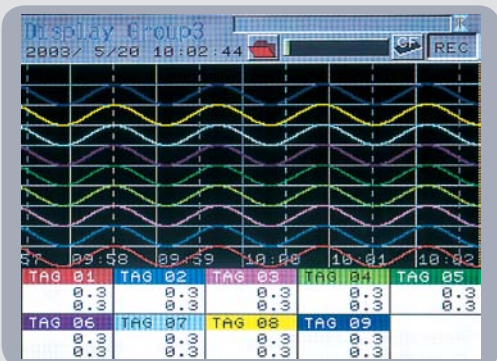 Display Group3
2003/ 5/20 10:02:44 CF REC
57 09:58 09:59 10:00 10:01 10:02
TAG 01 TAG 02 TAG 03 TAG 04 TAG 05
0.3 0.3 0.3 0.3 0.3
0.3 0.3 0.3 0.3 0.3
TAG 06 TAG 07 TAG 08 TAG 09
0.3 0.3 0.3 0.3
0.3 0.3 0.3 0.3